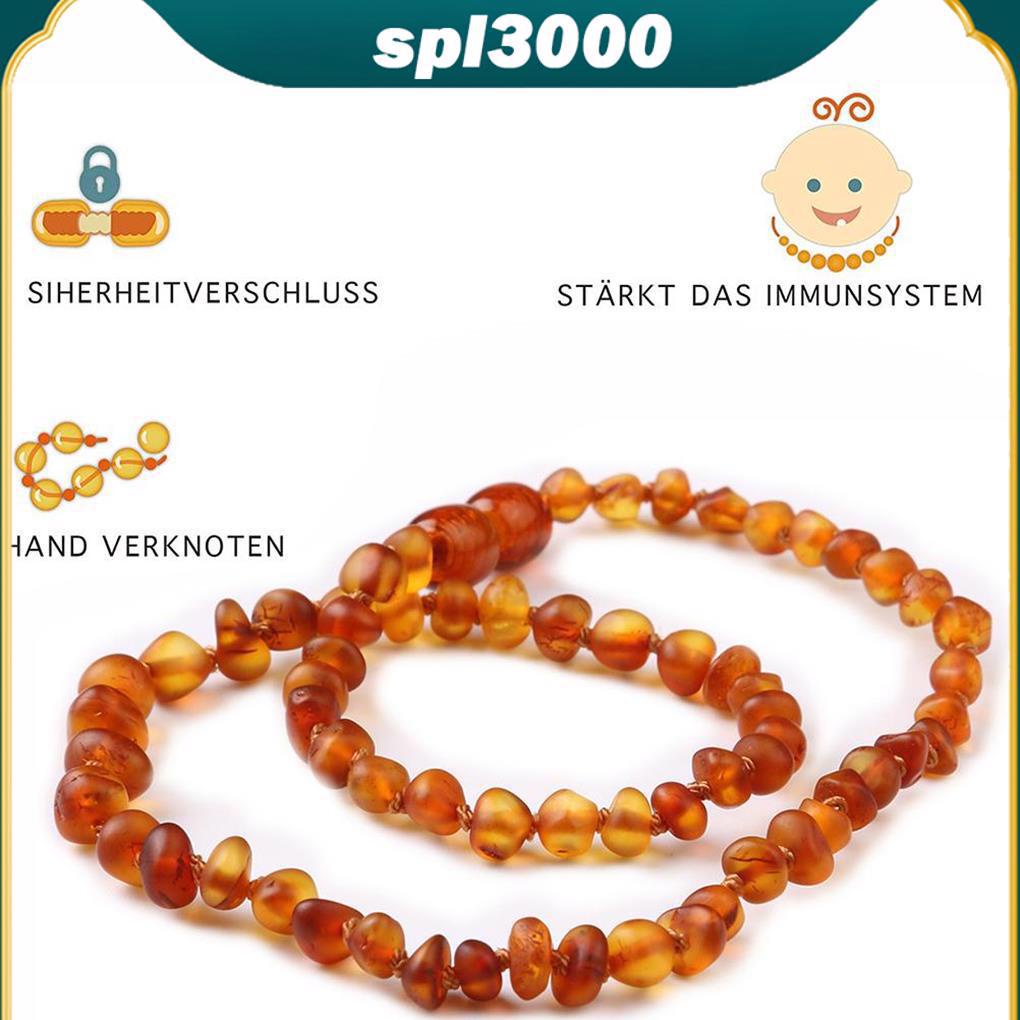 spl3000
SIHERHEITVERSCHLUSS
STÄRKT DAS IMMUNSYSTEM
HAND VERKNOTEN